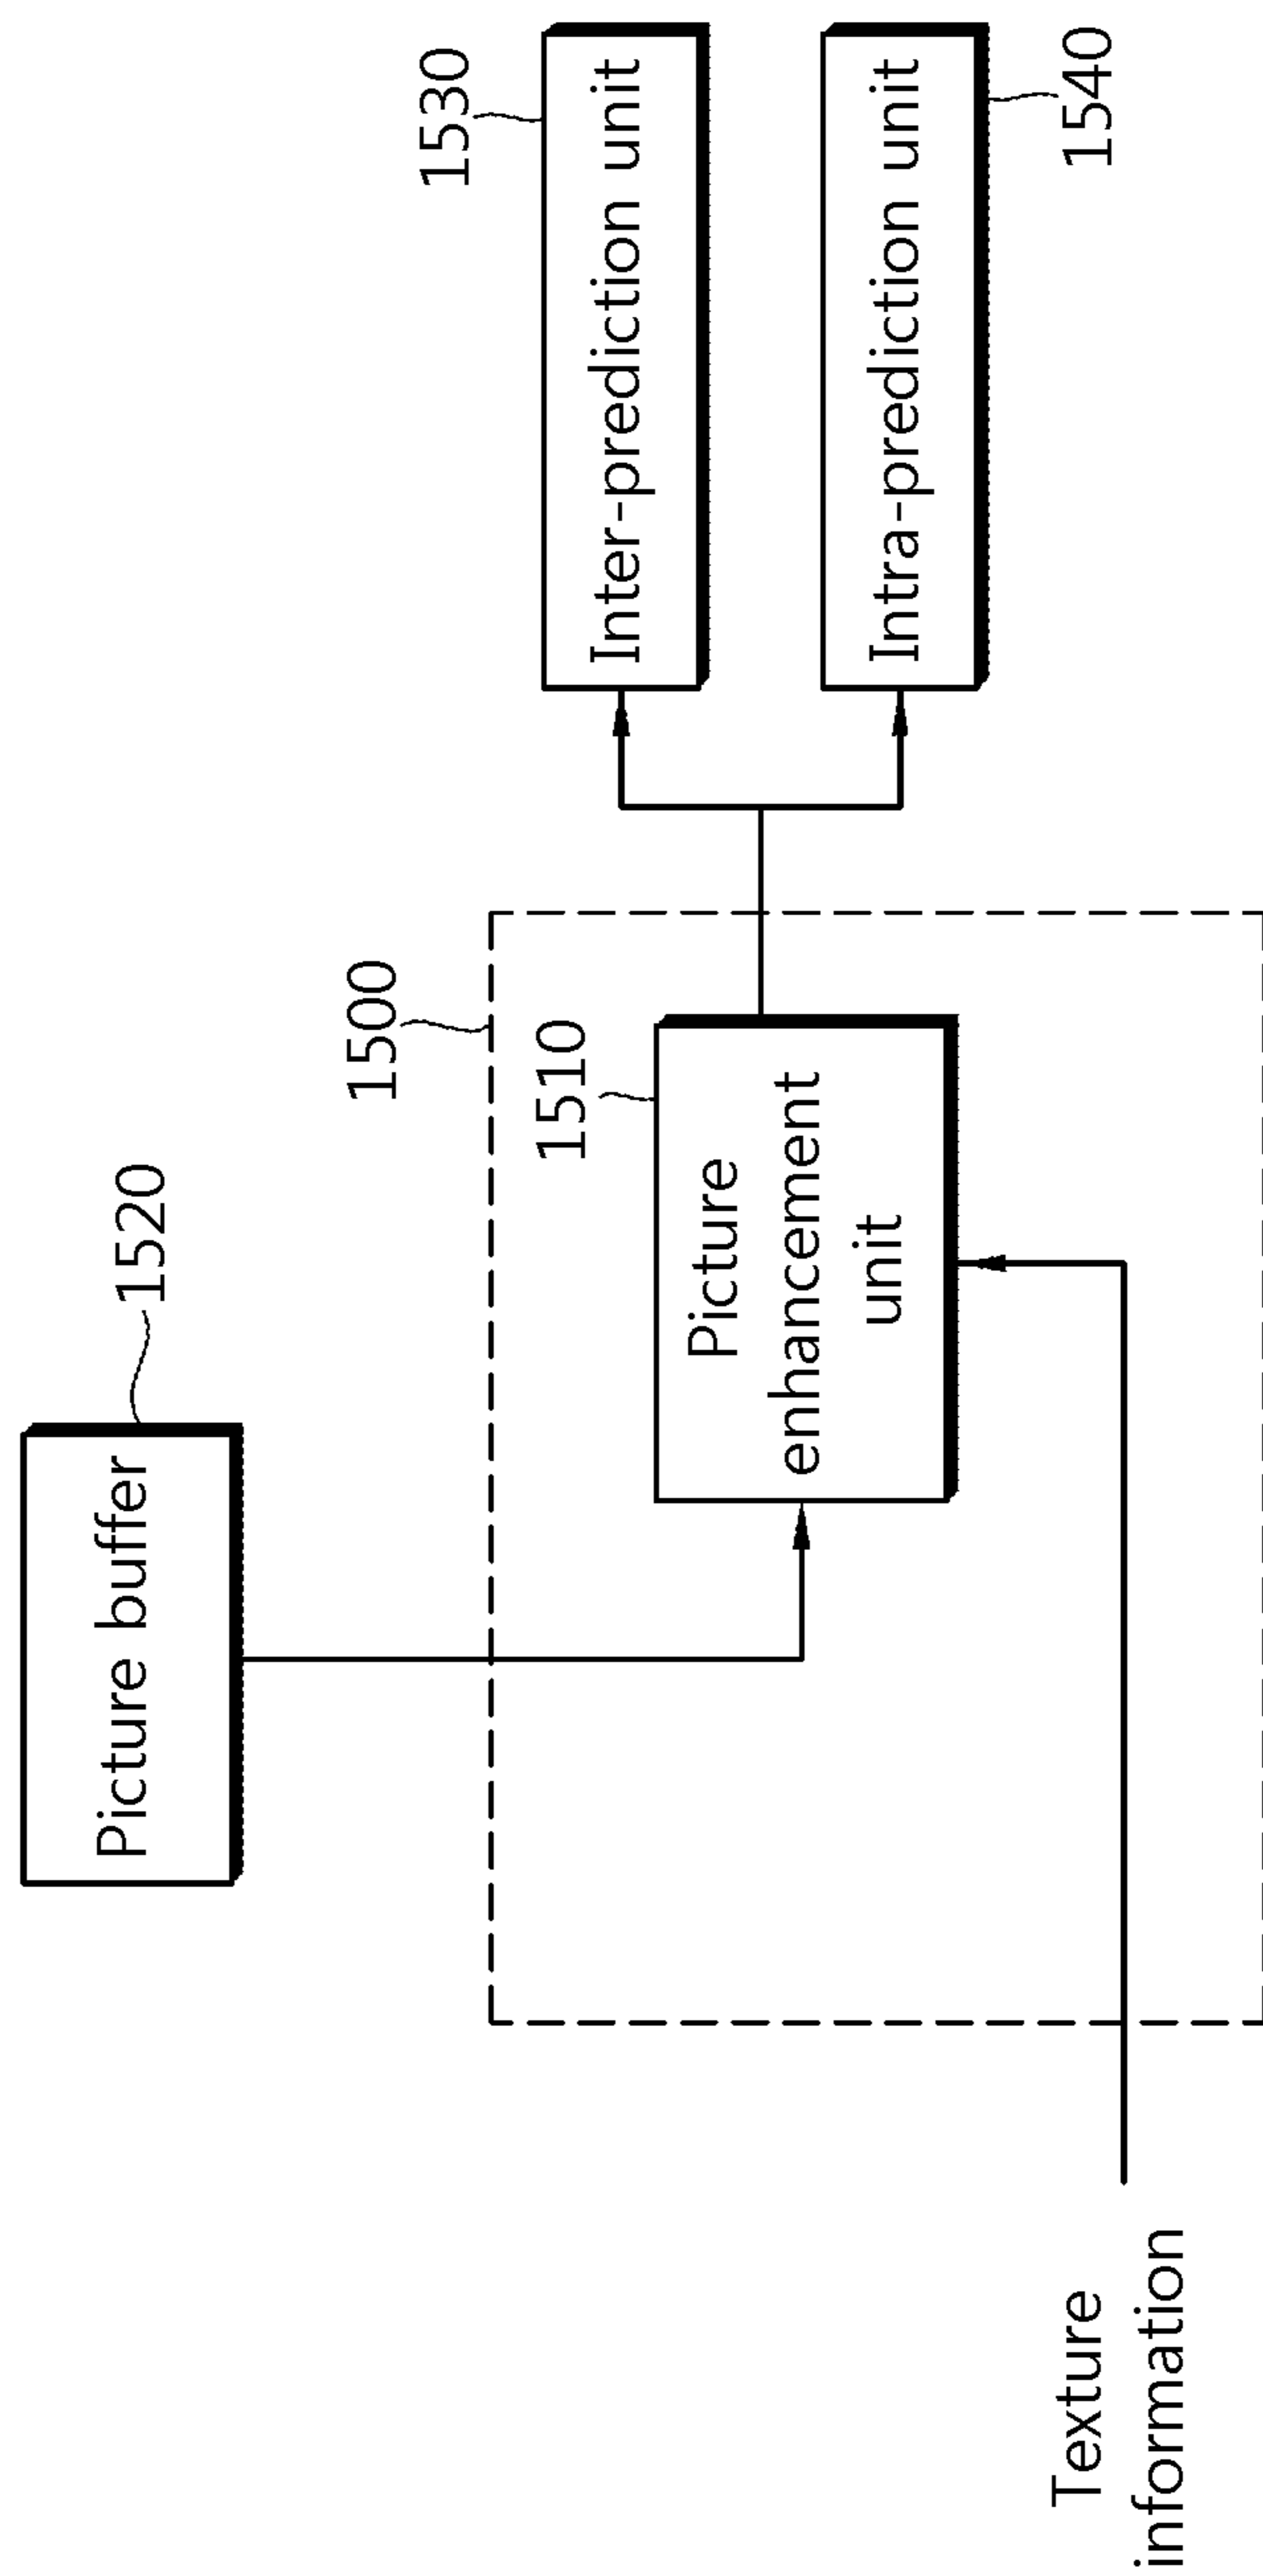 Picture buffer
1520
1500
1510
Picture
enhancement
unit
1530
Inter-prediction unit
Intra-prediction unit
1540
Texture
information